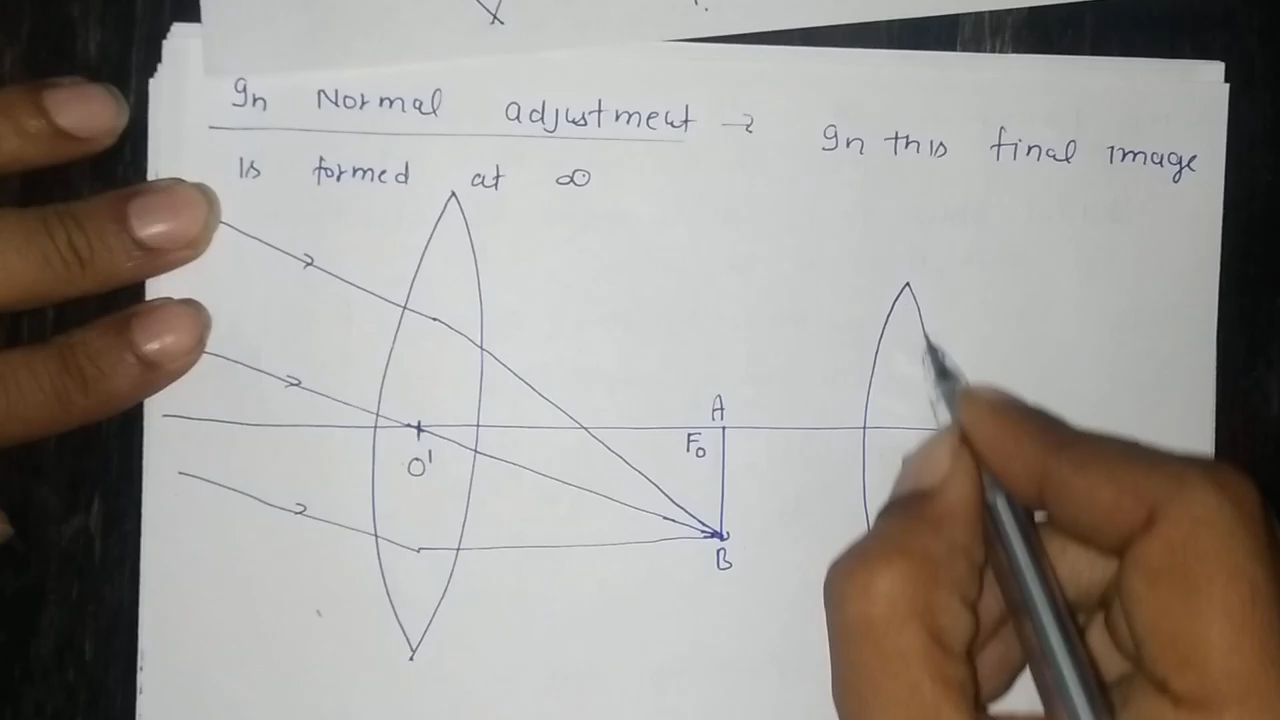 In Normal adjustment → In this final image
is formed at ∞
A
F₀
O'
B